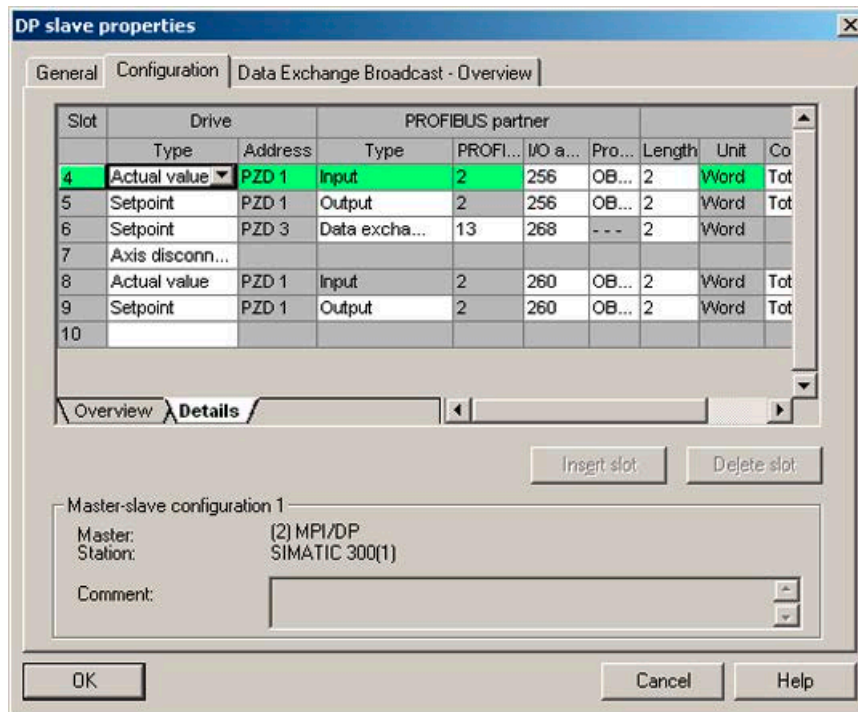 DP slave properties
General Configuration Data Exchange Broadcast - Overview
Slot Drive PROFIBUS partner
Type Address Type PROFI... I/O a... Pro... Length Unit Co
4 Actual value PZD 1 Input 2 256 OB... 2 Word Tot
5 Setpoint PZD 1 Output 2 256 OB... 2 Word Tot
6 Setpoint PZD 3 Data excha... 13 268 - - - 2 Word
7 Axis disconn...
8 Actual value PZD 1 Input 2 260 OB... 2 Word Tot
9 Setpoint PZD 1 Output 2 260 OB... 2 Word Tot
10
Overview Details
Insert slot Delete slot
Master-slave configuration 1
Master: (2) MPI/DP
Station: SIMATIC 300(1)
Comment:
OK Cancel Help